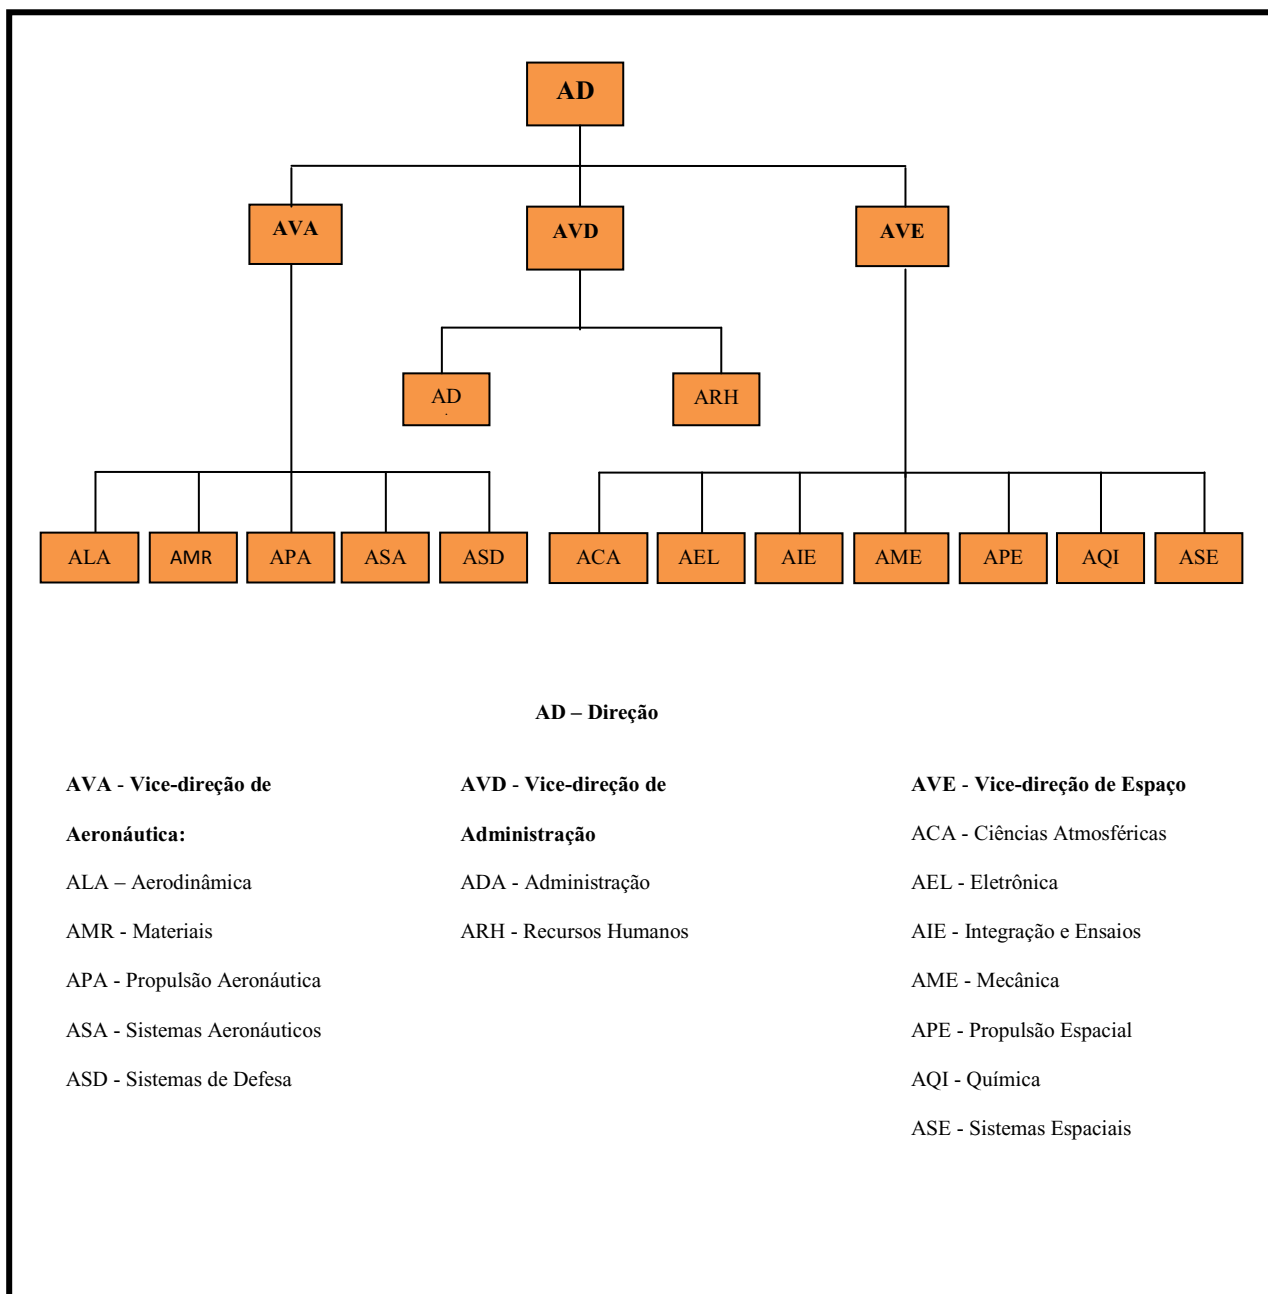 AD
AVA
AVD
AVE
AD
ARH
ALA
AMR
APA
ASA
ASD
ACA
AEL
AIE
AME
APE
AQI
ASE
AD – Direção
AVA - Vice-direção de
Aeronáutica:
ALA – Aerodinâmica
AMR - Materiais
APA - Propulsão Aeronáutica
ASA - Sistemas Aeronáuticos
ASD - Sistemas de Defesa
AVD - Vice-direção de
Administração
ADA - Administração
ARH - Recursos Humanos
AVE - Vice-direção de Espaço
ACA - Ciências Atmosféricas
AEL - Eletrônica
AIE - Integração e Ensaios
AME - Mecânica
APE - Propulsão Espacial
AQI - Química
ASE - Sistemas Espaciais